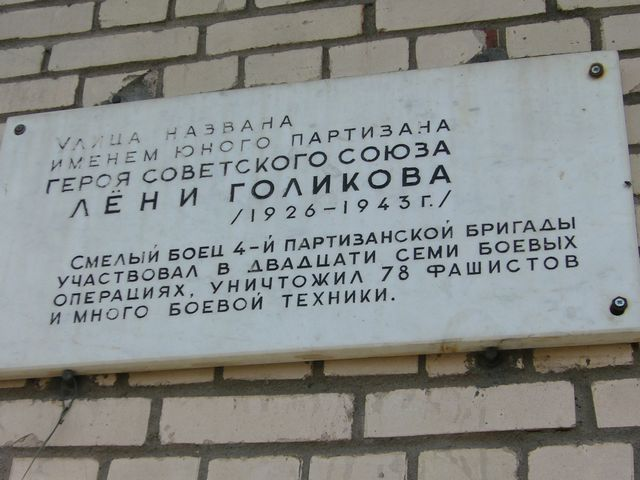 УЛИЦА НАЗВАНА
ИМЕНЕМ ЮНОГО ПАРТИЗАНА
ГЕРОЯ СОВЕТСКОГО СОЮЗА
ЛЁНИ ГОЛИКОВА
/1926-1943 Г./
СМЕЛЫЙ БОЕЦ 4-Й ПАРТИЗАНСКОЙ БРИГАДЫ
УЧАСТВОВАЛ В ДВАДЦАТИ СЕМИ БОЕВЫХ
ОПЕРАЦИЯХ, УНИЧТОЖИЛ 78 ФАШИСТОВ
И МНОГО БОЕВОЙ ТЕХНИКИ.